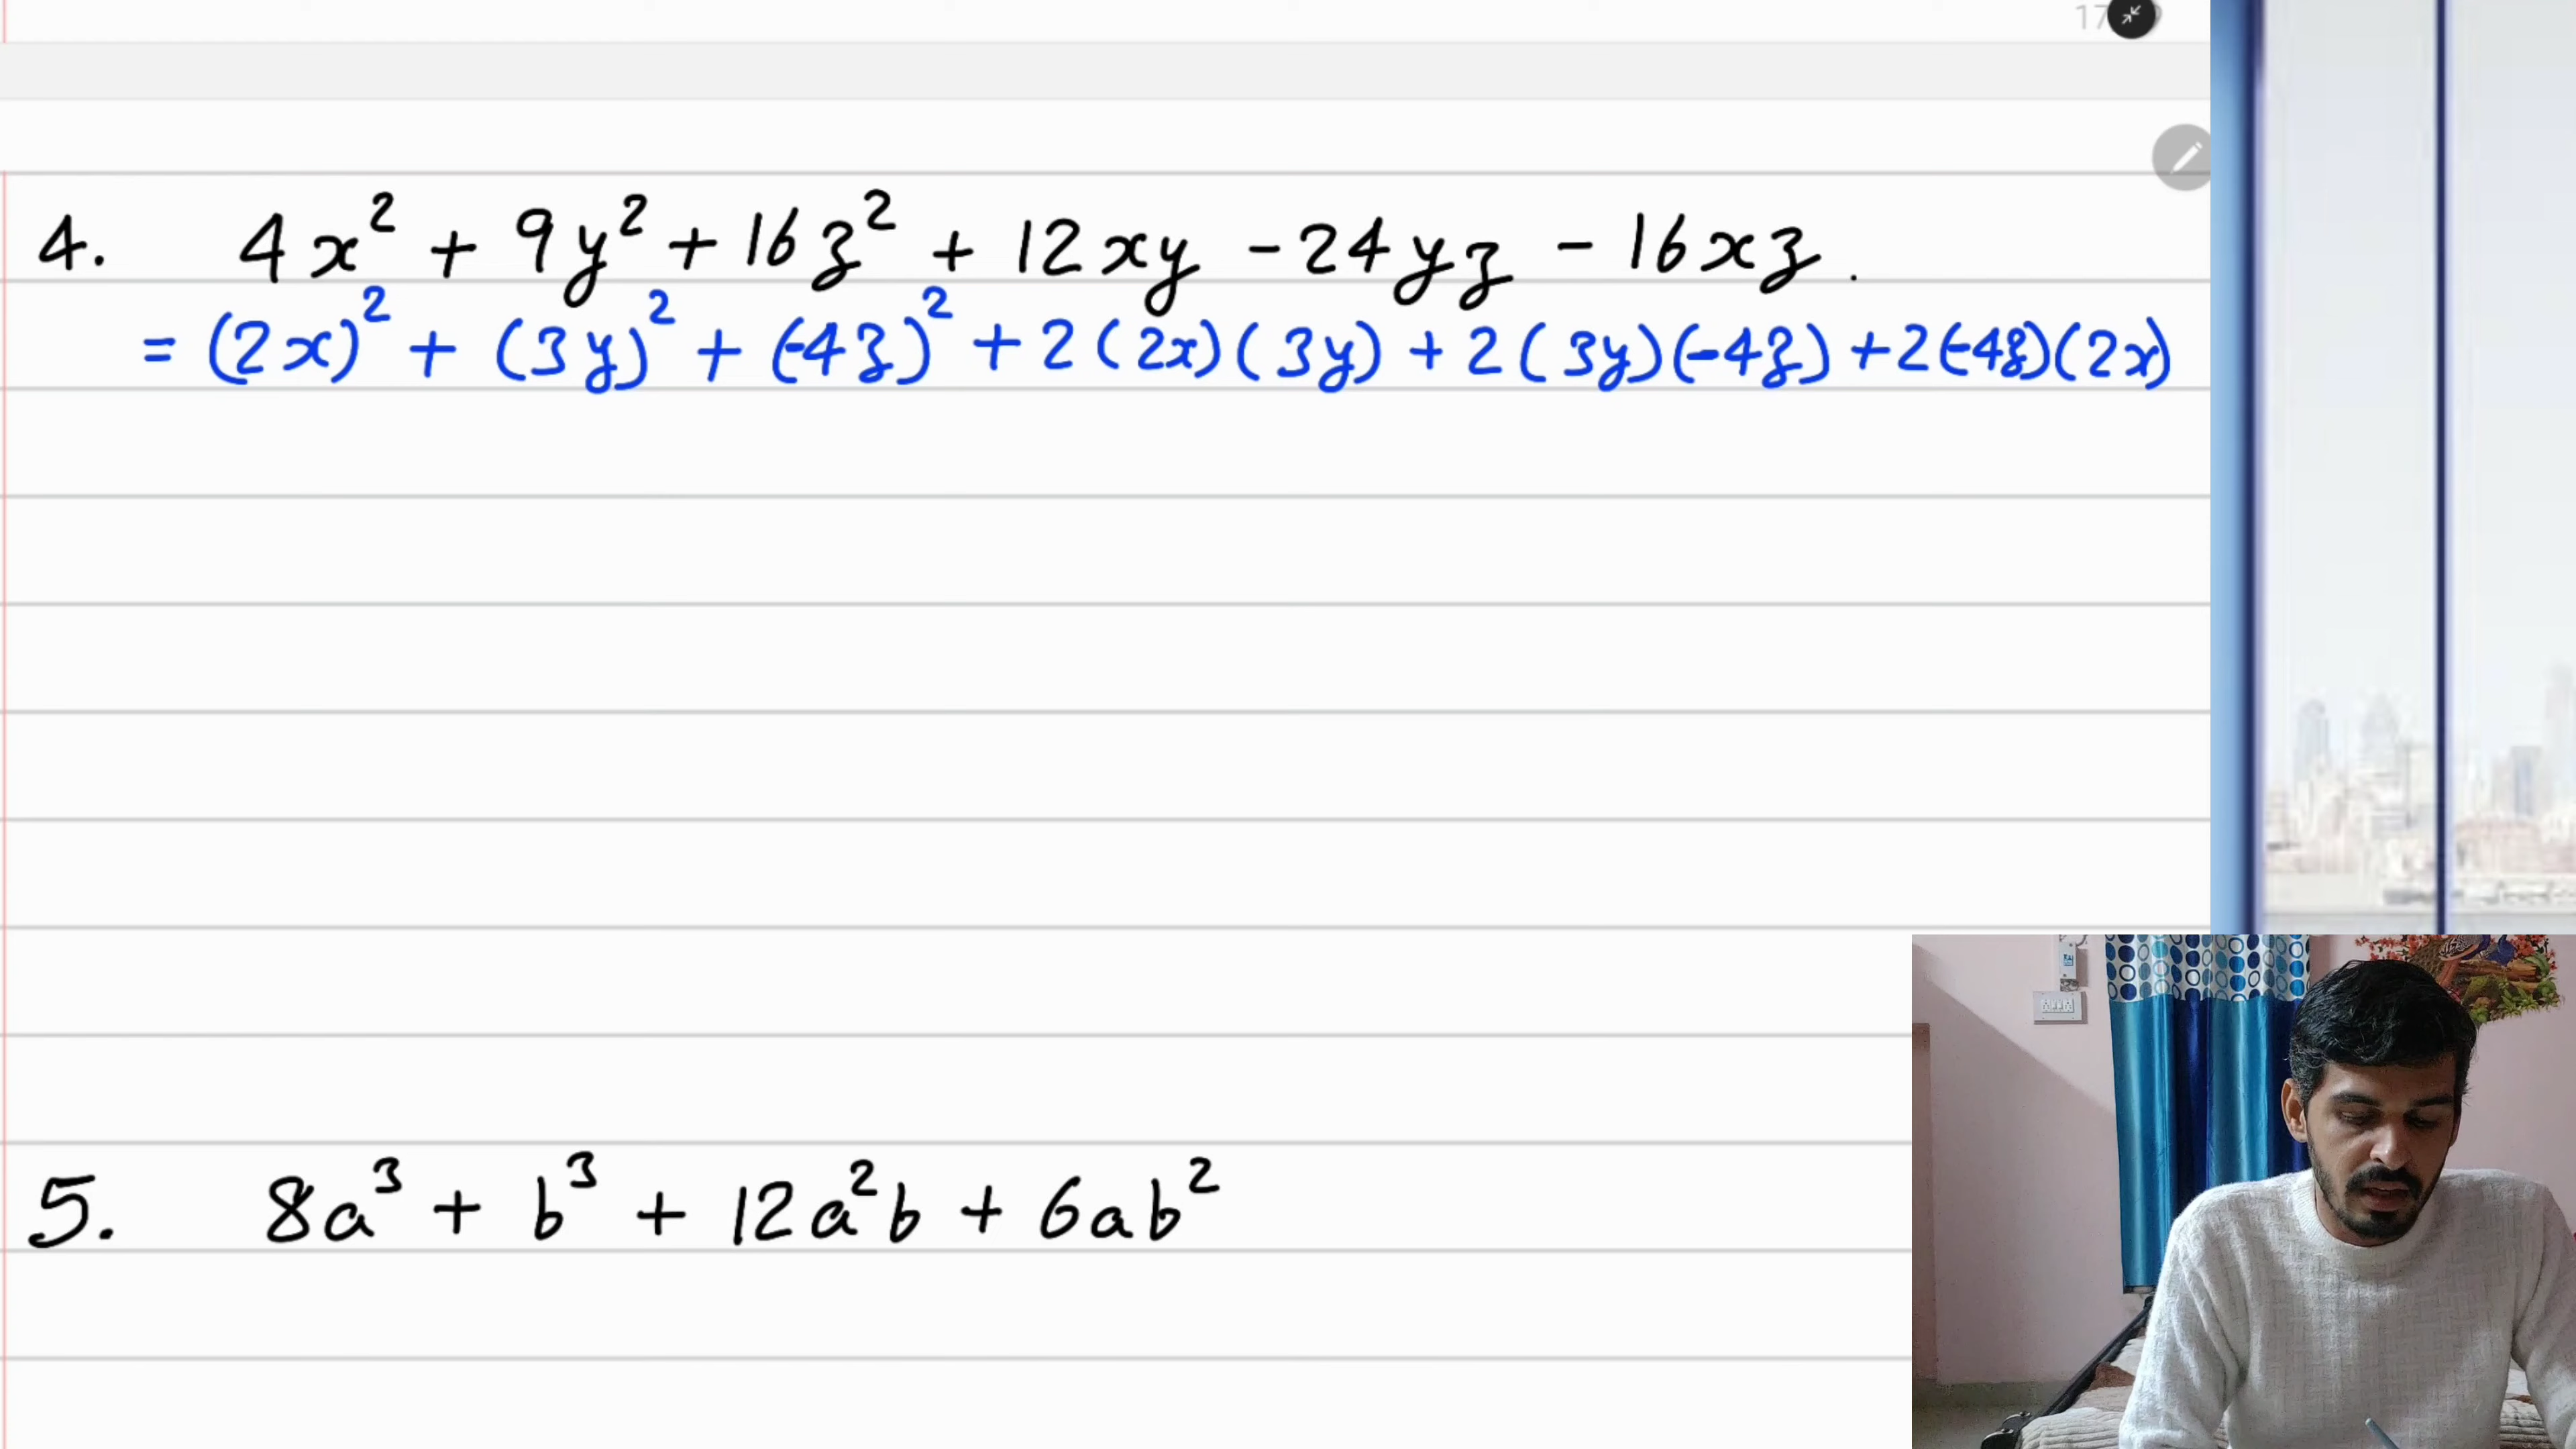 4. 4x² + 9y² + 16z² + 12xy - 24yz - 16xz.
= (2x)² + (3y)² + (-4z)² + 2(2x)(3y) + 2(3y)(-4z) + 2(-4z)(2x)
5. 8a³ + b³ + 12a²b + 6ab²